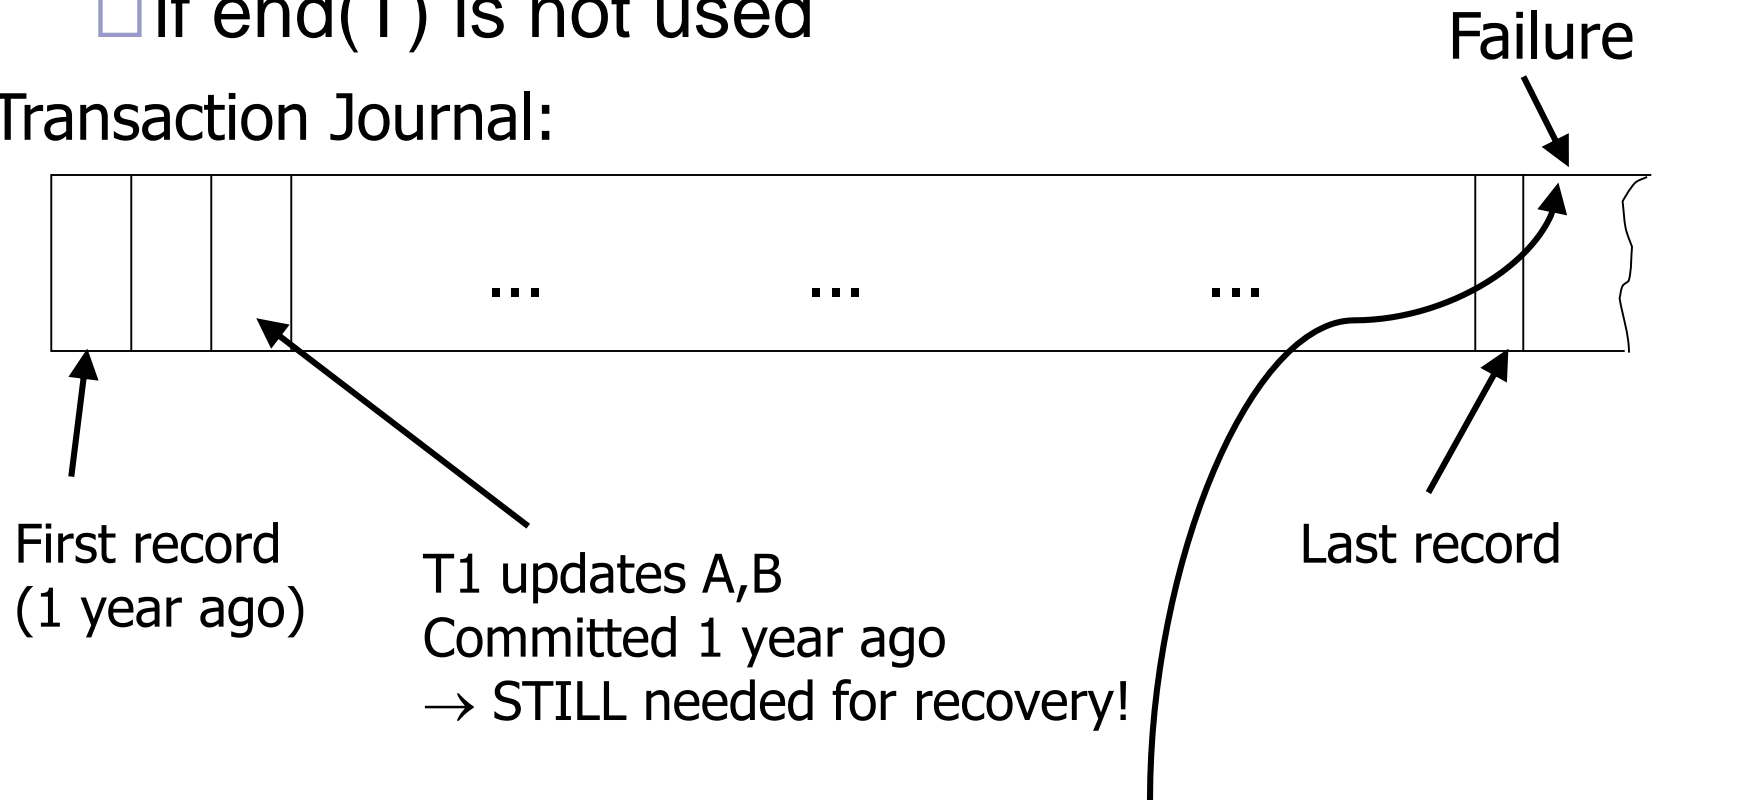 if end(T) is not used
Failure
Transaction Journal:
... ... ...
First record
(1 year ago)
T1 updates A,B
Committed 1 year ago
→ STILL needed for recovery!
Last record